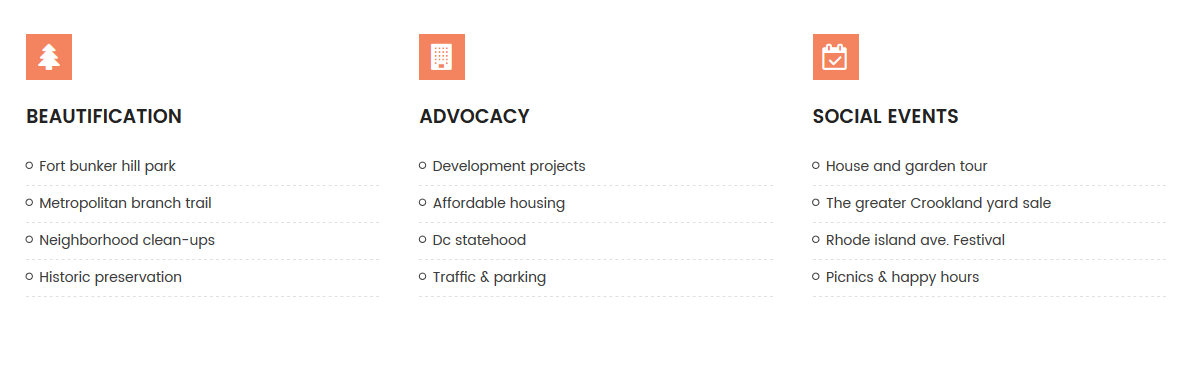 BEAUTIFICATION
Fort bunker hill park
Metropolitan branch trail
Neighborhood clean-ups
Historic preservation
ADVOCACY
Development projects
Affordable housing
Dc statehood
Traffic & parking
SOCIAL EVENTS
House and garden tour
The greater Crookland yard sale
Rhode island ave. Festival
Picnics & happy hours